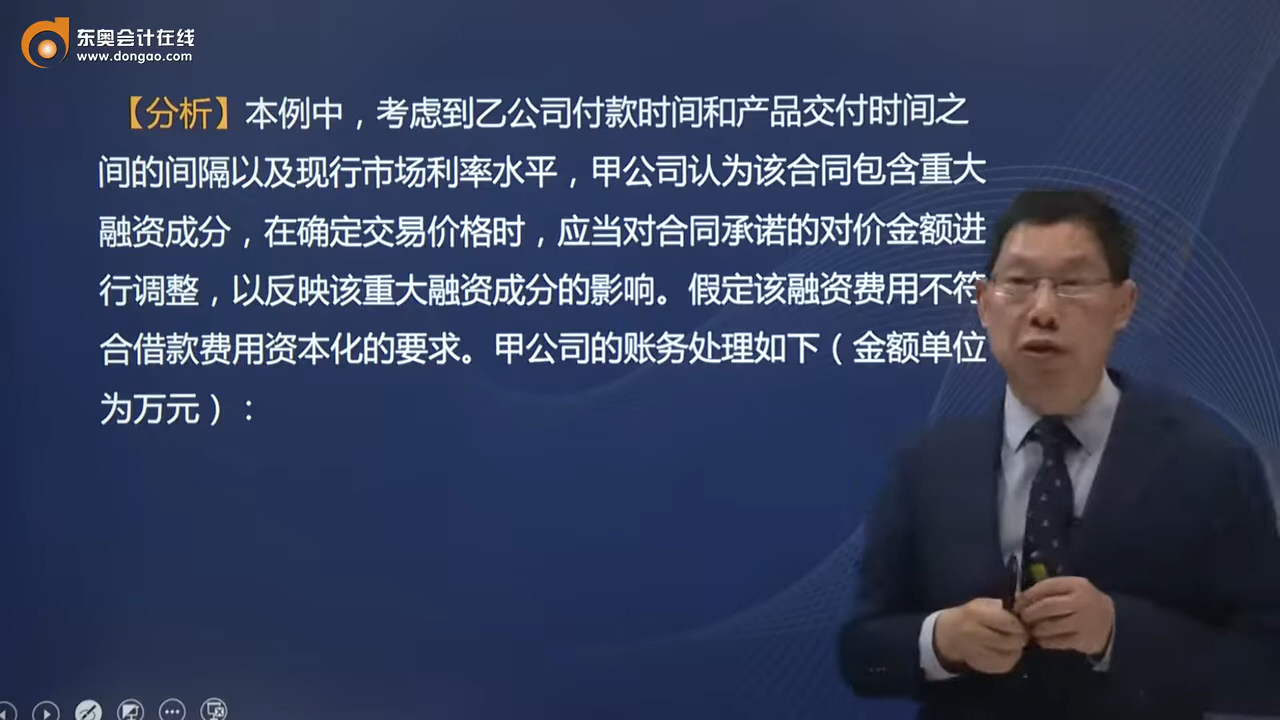 东奥会计在线
www.dongao.com
【分析】本例中，考虑到乙公司付款时间和产品交付时间之
间的间隔以及现行市场利率水平，甲公司认为该合同包含重大
融资成分，在确定交易价格时，应当对合同承诺的对价金额进
行调整，以反映该重大融资成分的影响。假定该融资费用不符
合借款费用资本化的要求。甲公司的账务处理如下（金额单位
为万元）：